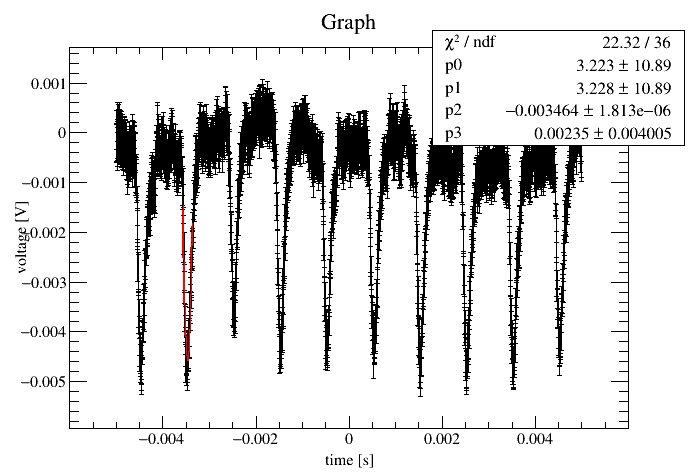 Graph
χ² / ndf 22.32 / 36
p0 3.223 ± 10.89
p1 3.228 ± 10.89
p2 −0.003464 ± 1.813e−06
p3 0.00235 ± 0.004005
voltage [V]
0.001
0
−0.001
−0.002
−0.003
−0.004
−0.005
−0.004 −0.002 0 0.002 0.004
time [s]